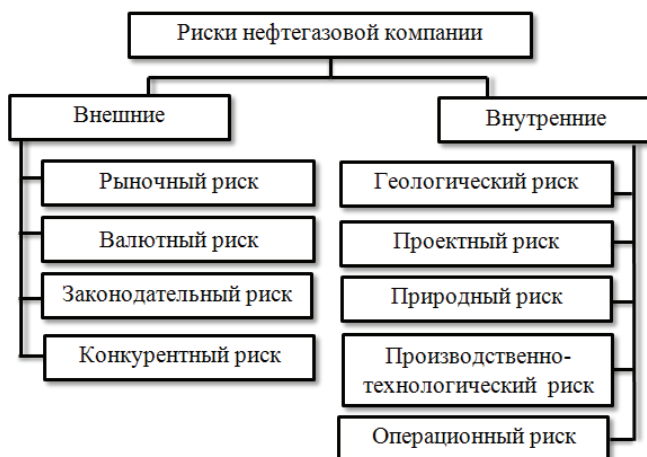 Риски нефтегазовой компании
Внешние
Рыночный риск
Валютный риск
Законодательный риск
Конкурентный риск
Внутренние
Геологический риск
Проектный риск
Природный риск
Производственно-
технологический риск
Операционный риск